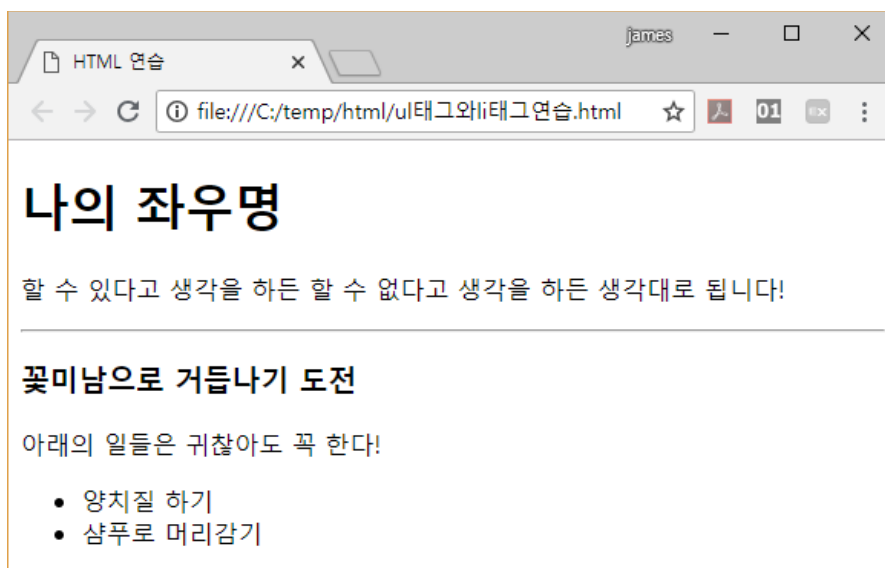 james
HTML 연습
file:///C:/temp/html/ul태그와li태그연습.html
01
EX
나의 좌우명
할 수 있다고 생각을 하든 할 수 없다고 생각을 하든 생각대로 됩니다!
꽃미남으로 거듭나기 도전
아래의 일들은 귀찮아도 꼭 한다!
양치질 하기
샴푸로 머리감기